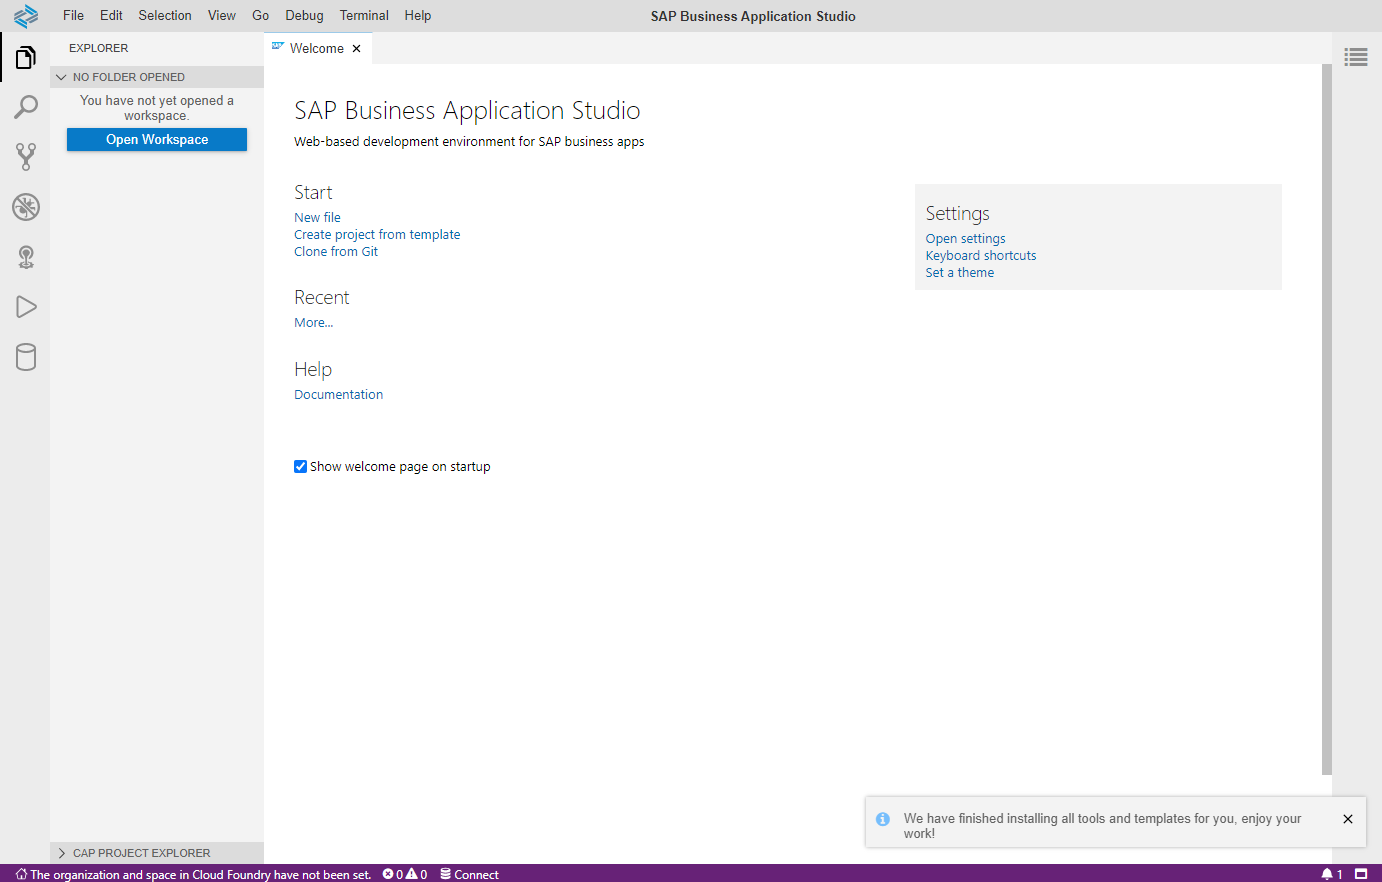 File Edit Selection View Go Debug Terminal Help
SAP Business Application Studio
EXPLORER
NO FOLDER OPENED
You have not yet opened a
workspace.
Open Workspace
CAP PROJECT EXPLORER
SAP Welcome
SAP Business Application Studio
Web-based development environment for SAP business apps
Start
New file
Create project from template
Clone from Git
Recent
More...
Help
Documentation
Show welcome page on startup
Settings
Open settings
Keyboard shortcuts
Set a theme
We have finished installing all tools and templates for you, enjoy your
work!
The organization and space in Cloud Foundry have not been set. 0 0 Connect 1